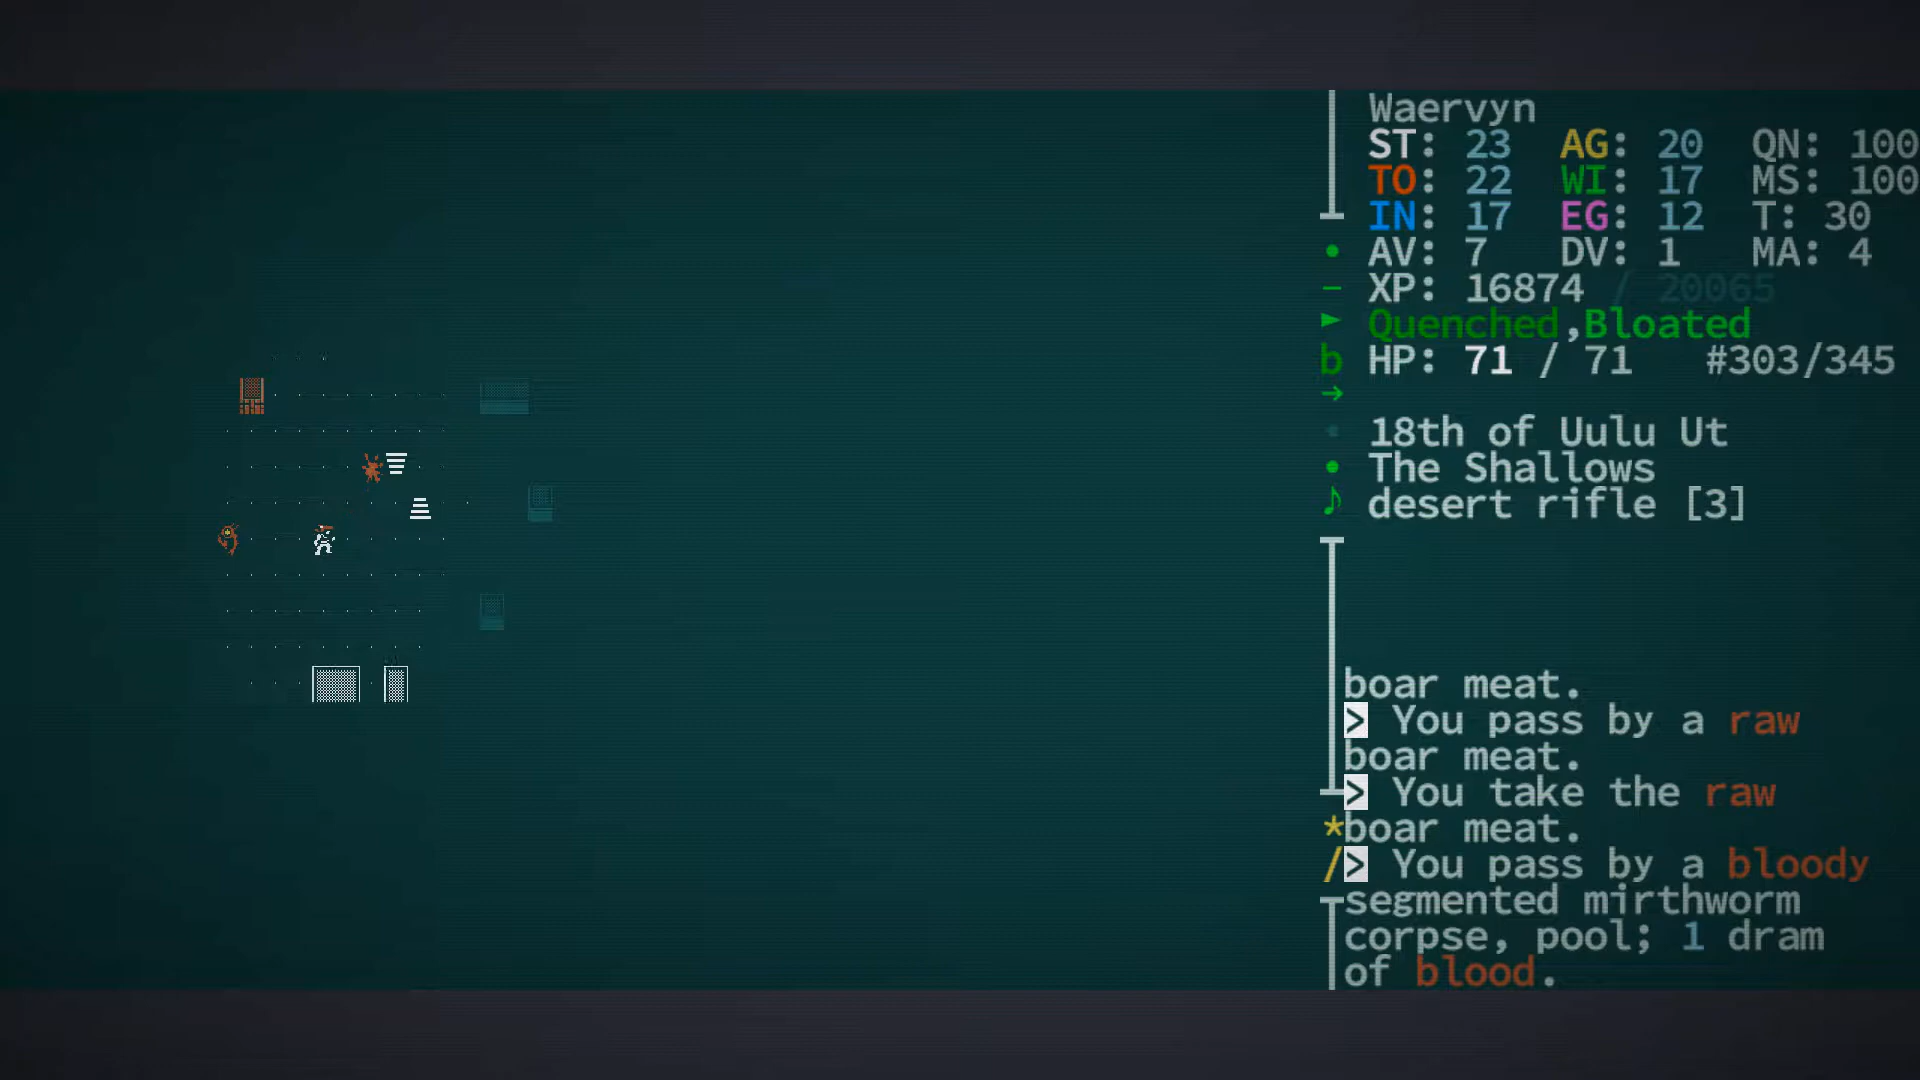 Waervyn
ST: 23 AG: 20 QN: 100
TO: 22 WI: 17 MS: 100
IN: 17 EG: 12 T: 30
AV: 7 DV: 1 MA: 4
XP: 16874 / 20065
Quenched,Bloated
b HP: 71 / 71 #303/345
18th of Uulu Ut
The Shallows
desert rifle [3]
boar meat.
> You pass by a raw
boar meat.
> You take the raw
*boar meat.
/> You pass by a bloody
segmented mirthworm
corpse, pool; 1 dram
of blood.